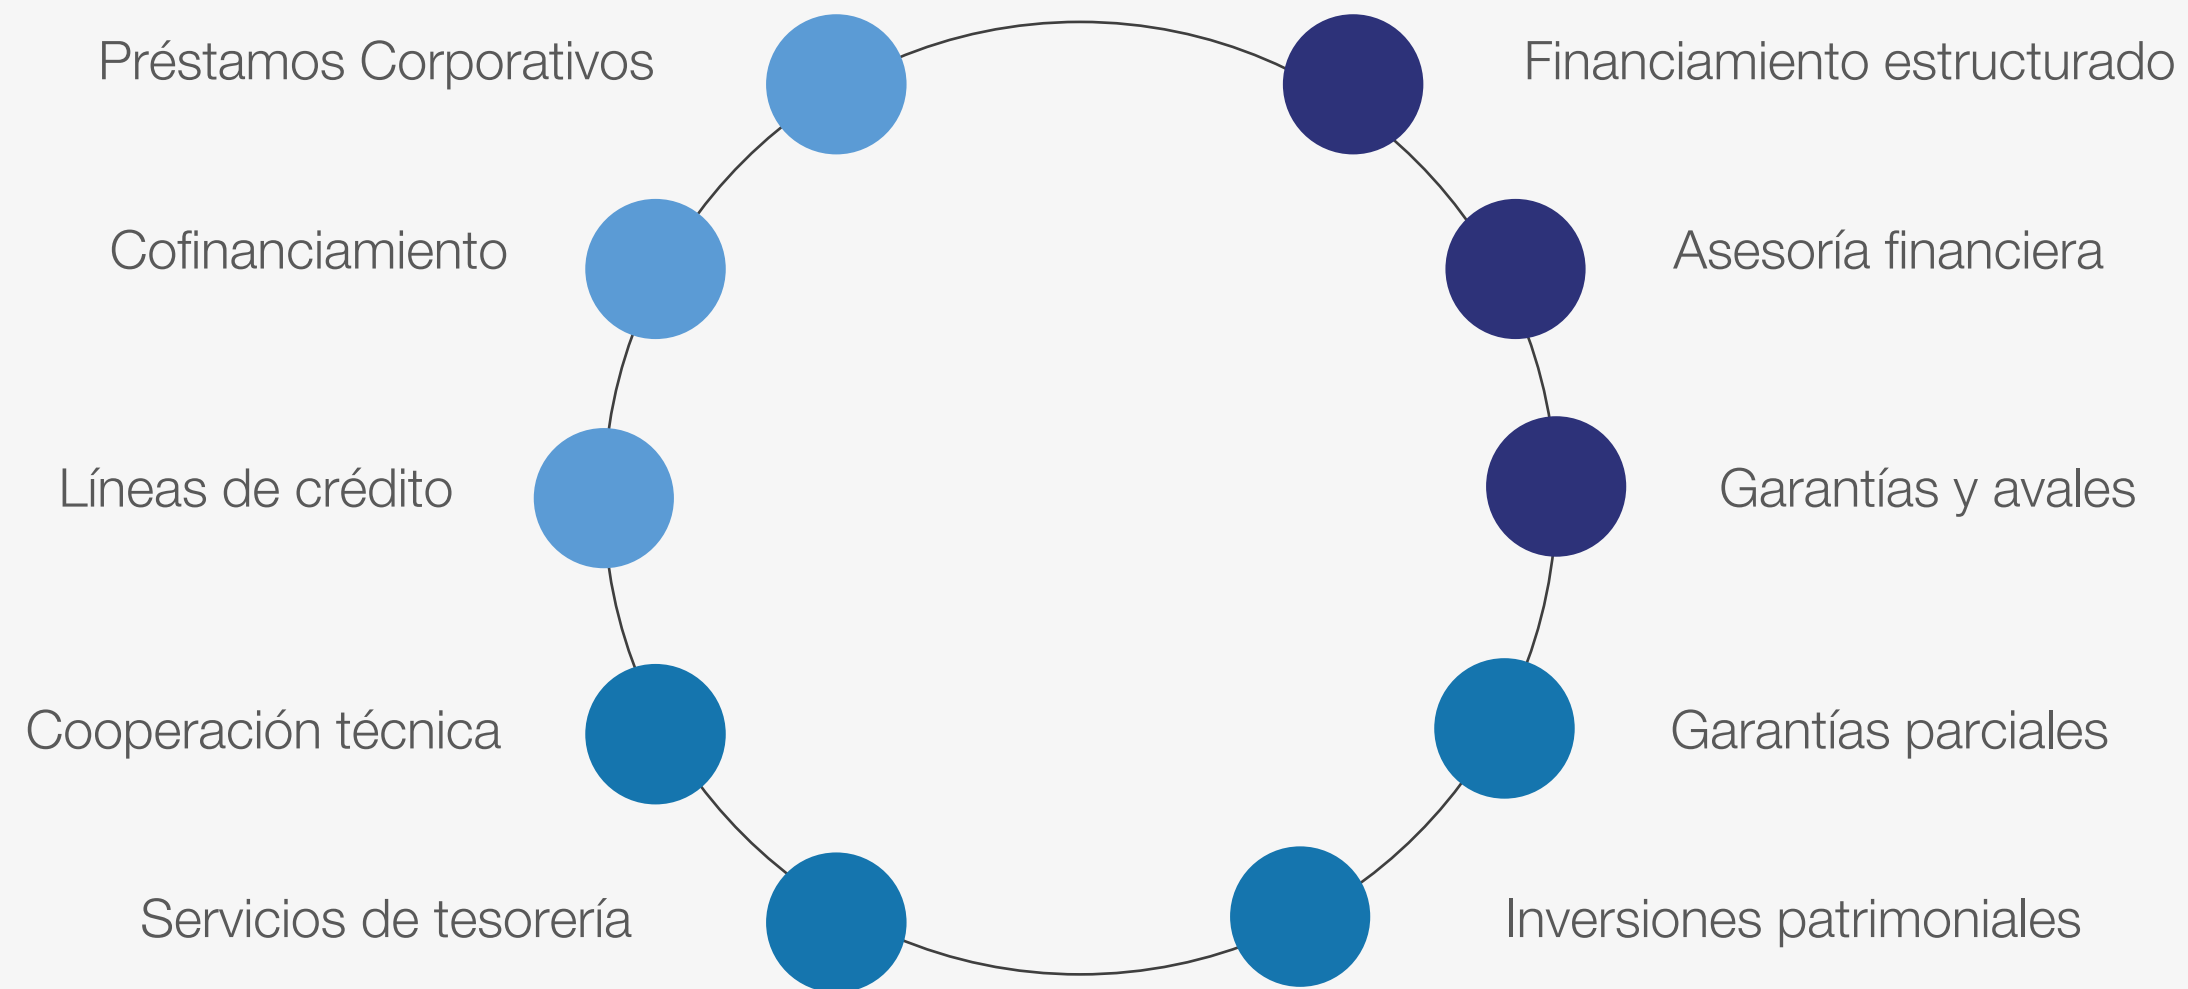 Préstamos Corporativos
Financiamiento estructurado
Cofinanciamiento
Asesoría financiera
Líneas de crédito
Garantías y avales
Cooperación técnica
Garantías parciales
Servicios de tesorería
Inversiones patrimoniales